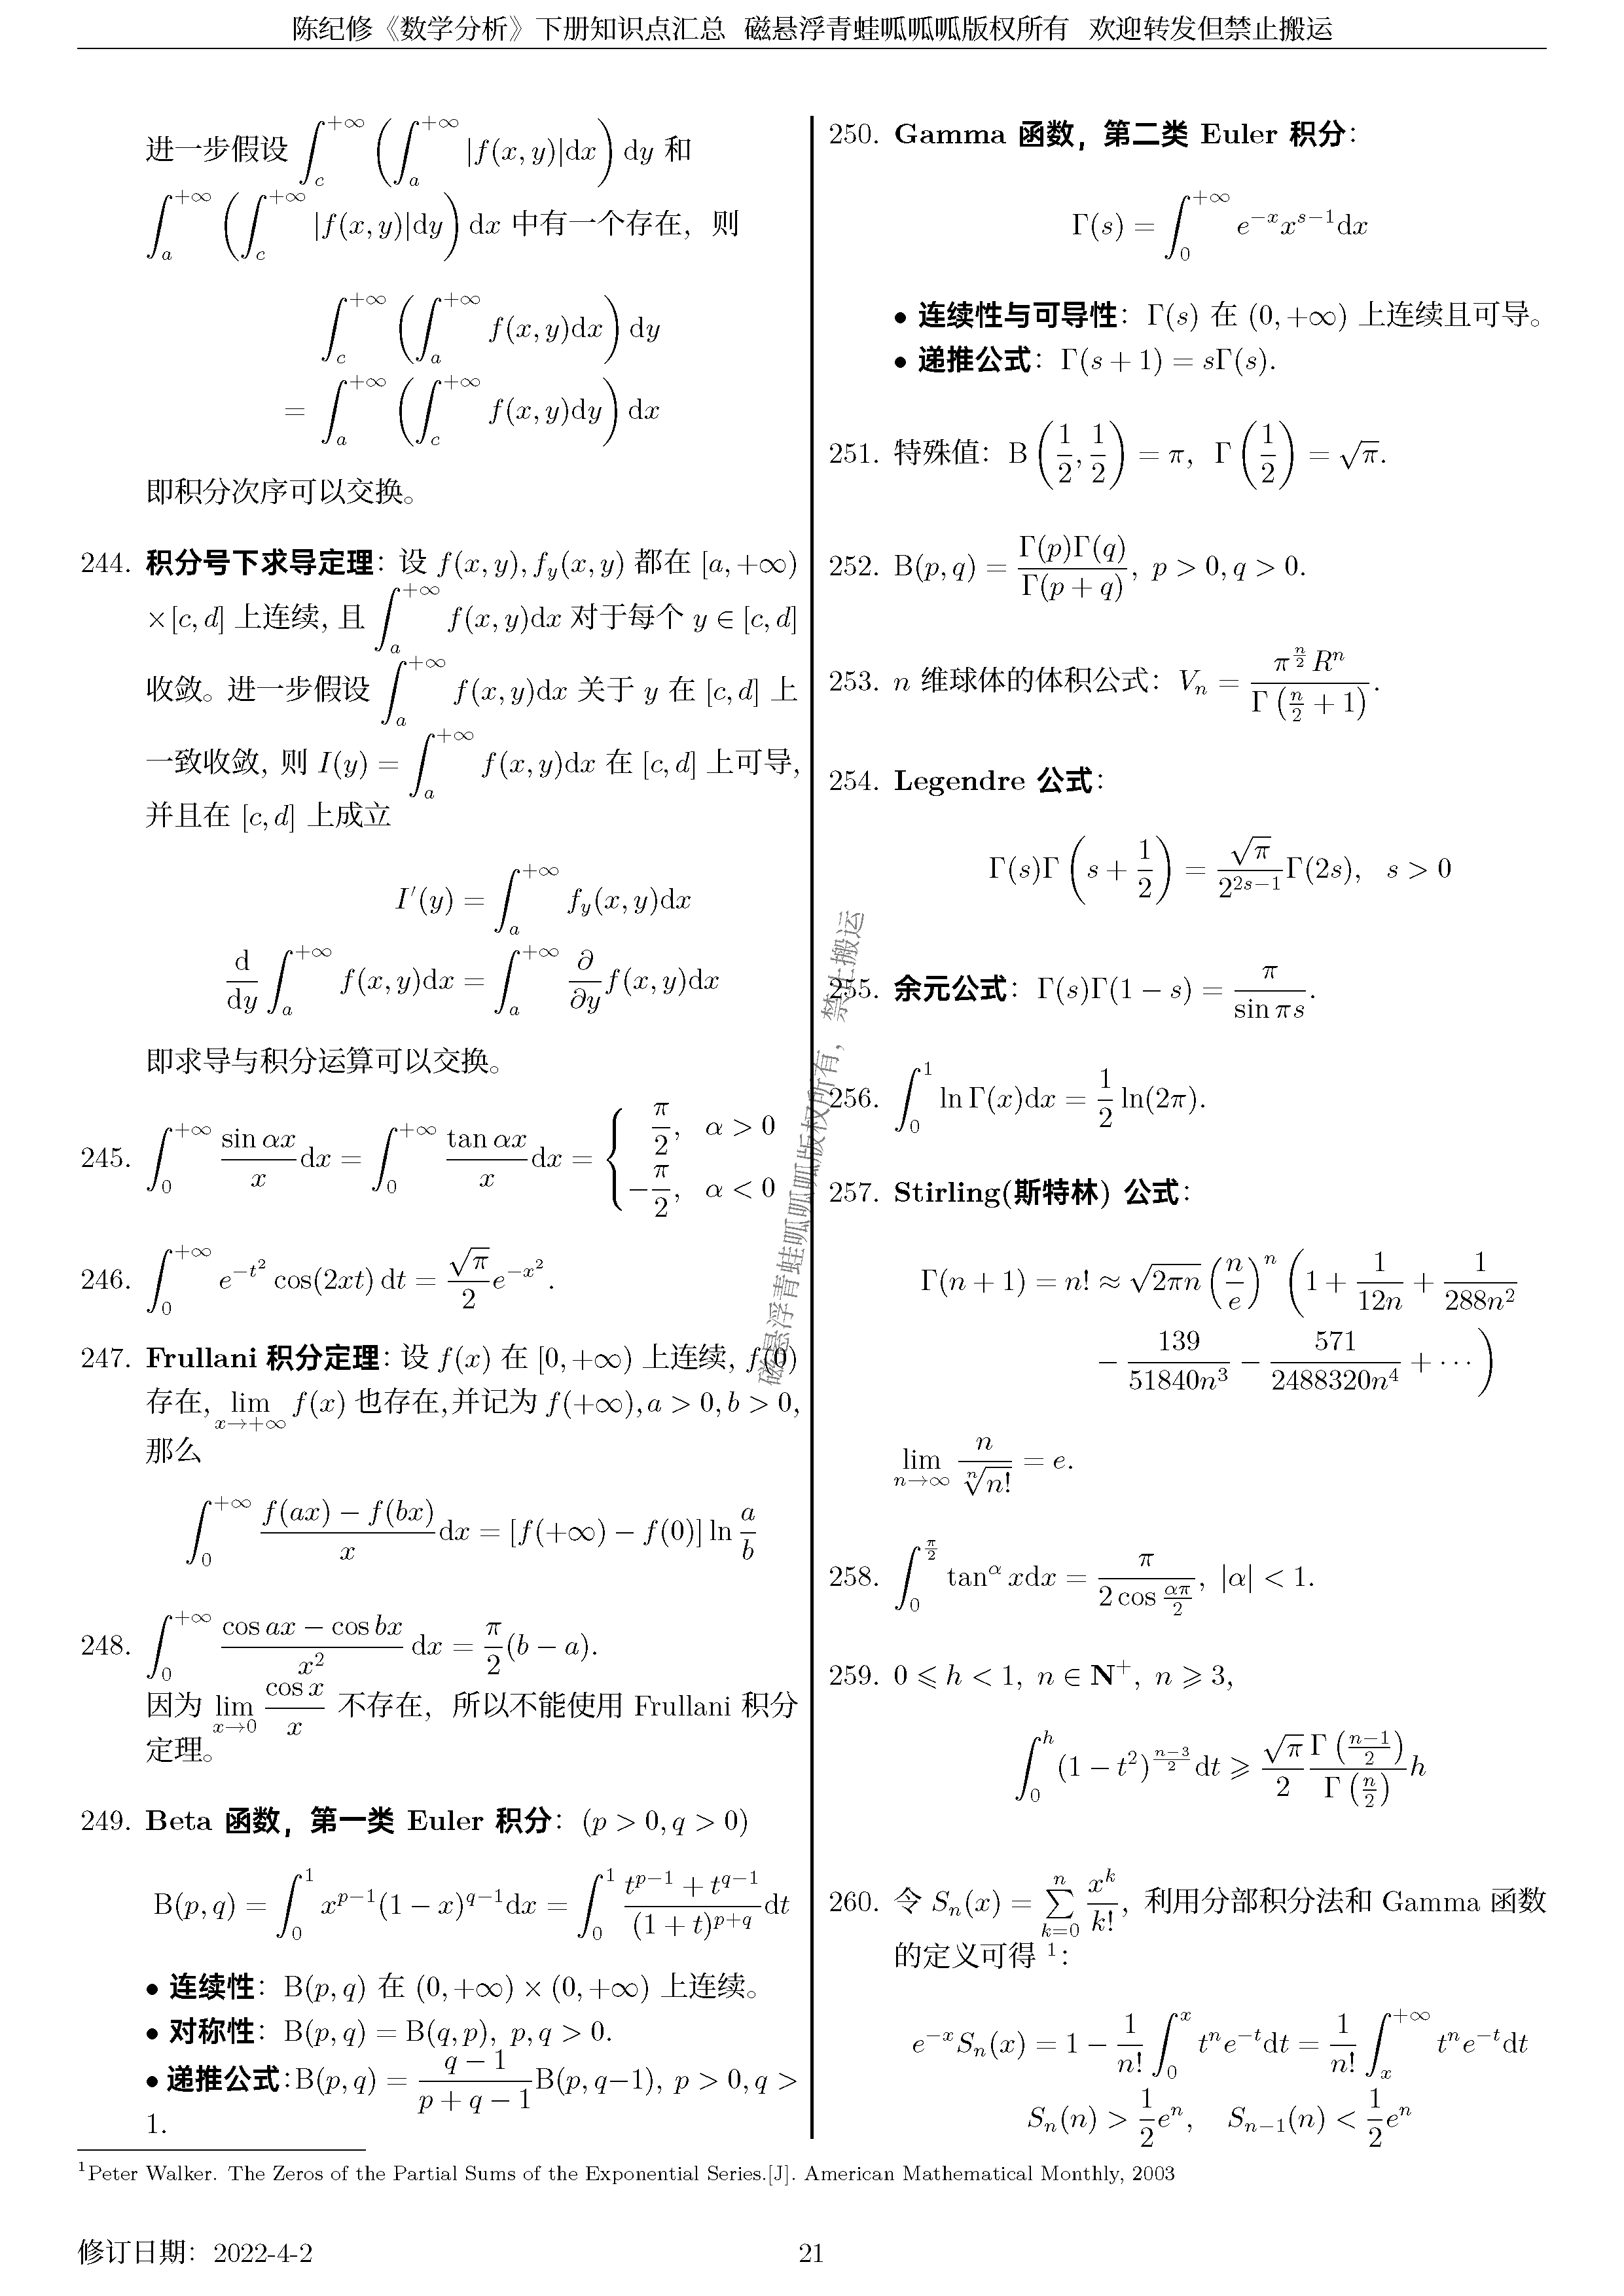 陈纪修《数学分析》下册知识点汇总 磁悬浮青蛙呱呱呱版权所有 欢迎转发但禁止搬运
进一步假设 $\int_c^{+\infty}\left(\int_a^{+\infty}|f(x,y)|\mathrm{d}x\right)\mathrm{d}y$ 和
$\int_a^{+\infty}\left(\int_c^{+\infty}|f(x,y)|\mathrm{d}y\right)\mathrm{d}x$ 中有一个存在，则
$\int_c^{+\infty}\left(\int_a^{+\infty}f(x,y)\mathrm{d}x\right)\mathrm{d}y$
$=\int_a^{+\infty}\left(\int_c^{+\infty}f(x,y)\mathrm{d}y\right)\mathrm{d}x$
即积分次序可以交换。
244. 积分号下求导定理：设 $f(x,y),f_y(x,y)$ 都在 $[a,+\infty)$
$\times[c,d]$ 上连续，且 $\int_a^{+\infty}f(x,y)\mathrm{d}x$ 对于每个 $y\in[c,d]$
收敛。进一步假设 $\int_a^{+\infty}f(x,y)\mathrm{d}x$ 关于 $y$ 在 $[c,d]$ 上
一致收敛，则 $I(y)=\int_a^{+\infty}f(x,y)\mathrm{d}x$ 在 $[c,d]$ 上可导，
并且在 $[c,d]$ 上成立
$I'(y)=\int_a^{+\infty}f_y(x,y)\mathrm{d}x$
$\frac{\mathrm{d}}{\mathrm{d}y}\int_a^{+\infty}f(x,y)\mathrm{d}x=\int_a^{+\infty}\frac{\partial}{\partial y}f(x,y)\mathrm{d}x$
即求导与积分运算可以交换。
245. $\int_0^{+\infty}\frac{\sin\alpha x}{x}\mathrm{d}x=\int_0^{+\infty}\frac{\tan\alpha x}{x}\mathrm{d}x=\begin{cases}\frac{\pi}{2}, & \alpha>0\\-\frac{\pi}{2}, & \alpha<0\end{cases}$
246. $\int_0^{+\infty}e^{-t^2}\cos(2xt)\,\mathrm{d}t=\frac{\sqrt{\pi}}{2}e^{-x^2}.$
247. Frullani 积分定理：设 $f(x)$ 在 $[0,+\infty)$ 上连续，$f(0)$
存在，$\lim_{x\to+\infty}f(x)$ 也存在，并记为 $f(+\infty),a>0,b>0$，
那么
$\int_0^{+\infty}\frac{f(ax)-f(bx)}{x}\mathrm{d}x=[f(+\infty)-f(0)]\ln\frac{a}{b}$
248. $\int_0^{+\infty}\frac{\cos ax-\cos bx}{x^2}\,\mathrm{d}x=\frac{\pi}{2}(b-a).$
因为 $\lim_{x\to0}\frac{\cos x}{x}$ 不存在，所以不能使用 Frullani 积分
定理。
249. Beta 函数，第一类 Euler 积分：$(p>0,q>0)$
$\mathrm{B}(p,q)=\int_0^1x^{p-1}(1-x)^{q-1}\mathrm{d}x=\int_0^1\frac{t^{p-1}+t^{q-1}}{(1+t)^{p+q}}\mathrm{d}t$
• 连续性：$\mathrm{B}(p,q)$ 在 $(0,+\infty)\times(0,+\infty)$ 上连续。
• 对称性：$\mathrm{B}(p,q)=\mathrm{B}(q,p),\ p,q>0.$
• 递推公式：$\mathrm{B}(p,q)=\frac{q-1}{p+q-1}\mathrm{B}(p,q-1),\ p>0,q>$
1.
250. Gamma 函数，第二类 Euler 积分：
$\Gamma(s)=\int_0^{+\infty}e^{-x}x^{s-1}\mathrm{d}x$
• 连续性与可导性：$\Gamma(s)$ 在 $(0,+\infty)$ 上连续且可导。
• 递推公式：$\Gamma(s+1)=s\Gamma(s).$
251. 特殊值：$\mathrm{B}\left(\frac{1}{2},\frac{1}{2}\right)=\pi$，$\Gamma\left(\frac{1}{2}\right)=\sqrt{\pi}.$
252. $\mathrm{B}(p,q)=\frac{\Gamma(p)\Gamma(q)}{\Gamma(p+q)},\ p>0,q>0.$
253. $n$ 维球体的体积公式：$V_n=\frac{\pi^{\frac{n}{2}}R^n}{\Gamma\left(\frac{n}{2}+1\right)}.$
254. Legendre 公式：
$\Gamma(s)\Gamma\left(s+\frac{1}{2}\right)=\frac{\sqrt{\pi}}{2^{2s-1}}\Gamma(2s),\ s>0$
255. 余元公式：$\Gamma(s)\Gamma(1-s)=\frac{\pi}{\sin\pi s}.$
256. $\int_0^1\ln\Gamma(x)\mathrm{d}x=\frac{1}{2}\ln(2\pi).$
257. Stirling(斯特林) 公式：
$\Gamma(n+1)=n!\approx\sqrt{2\pi n}\left(\frac{n}{e}\right)^n\left(1+\frac{1}{12n}+\frac{1}{288n^2}\right.$
$\left.-\frac{139}{51840n^3}-\frac{571}{2488320n^4}+\cdots\right)$
$\lim_{n\to\infty}\frac{n}{\sqrt[n]{n!}}=e.$
258. $\int_0^{\frac{\pi}{2}}\tan^\alpha x\mathrm{d}x=\frac{\pi}{2\cos\frac{\alpha\pi}{2}},\ |\alpha|<1.$
259. $0\leqslant h<1,\ n\in\mathbf{N}^+,\ n\geqslant3,$
$\int_0^h(1-t^2)^{\frac{n-3}{2}}\mathrm{d}t\geqslant\frac{\sqrt{\pi}}{2}\frac{\Gamma\left(\frac{n-1}{2}\right)}{\Gamma\left(\frac{n}{2}\right)}h$
260. 令 $S_n(x)=\sum_{k=0}^n\frac{x^k}{k!}$，利用分部积分法和 Gamma 函数
的定义可得 $^1$：
$e^{-x}S_n(x)=1-\frac{1}{n!}\int_0^xt^ne^{-t}\mathrm{d}t=\frac{1}{n!}\int_x^{+\infty}t^ne^{-t}\mathrm{d}t$
$S_n(n)>\frac{1}{2}e^n,\quad S_{n-1}(n)<\frac{1}{2}e^n$
磁悬浮青蛙呱呱呱版权所有，禁止搬运
$^1$Peter Walker. The Zeros of the Partial Sums of the Exponential Series.[J]. American Mathematical Monthly, 2003
修订日期：2022-4-2
21